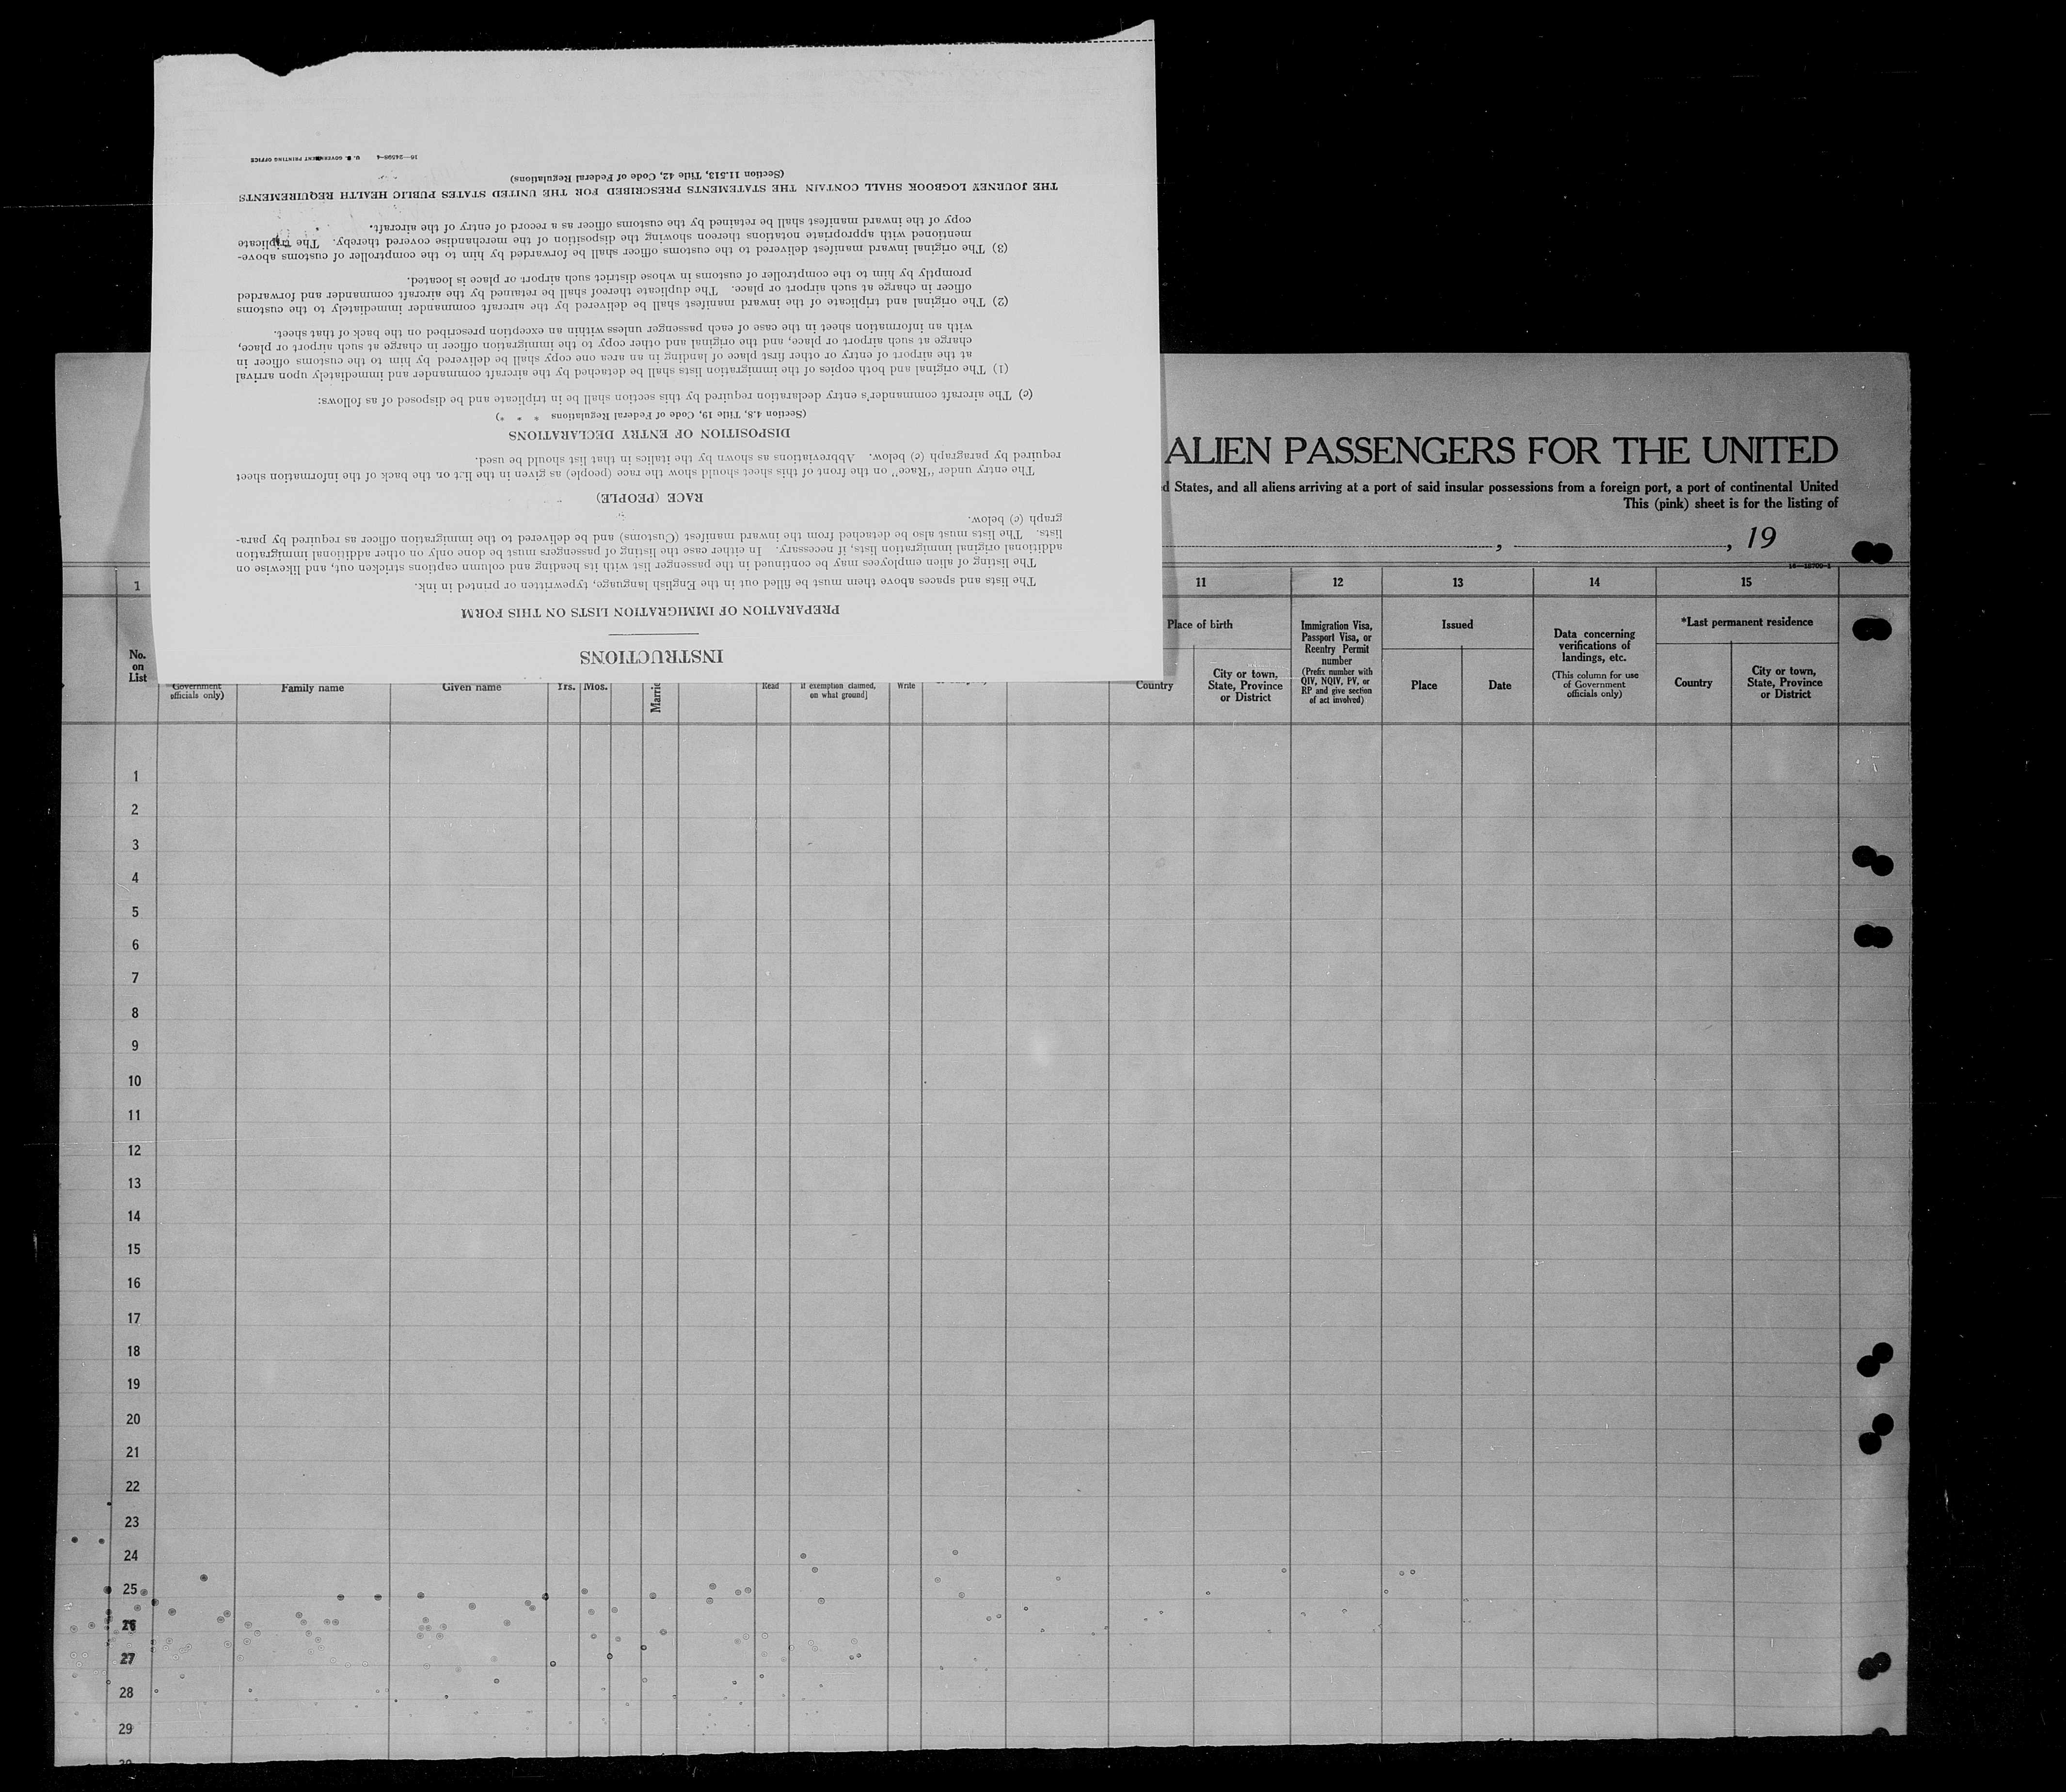 INSTRUCTIONS
PREPARATION OF IMMIGRATION LISTS ON THIS FORM
The lists and spaces above them must be filled out in the English language, typewritten or printed in ink.
The listing of alien employees may be continued in the passenger list with its heading and column captions stricken out, and likewise on
additional original immigration lists, if necessary. In either case the listing of passengers must be done only on other additional immigration
lists. The lists must also be detached from the inward manifest (Customs) and be delivered to the immigration officer as required by para-
graph (c) below.
RACE (PEOPLE)
The entry under "Race" on the front of this sheet should show the race (people) as given in the list on the back of the information sheet
required by paragraph (c) below. Abbreviations as shown by the italics in that list should be used.
DISPOSITION OF ENTRY DECLARATIONS
(Section 4.8, Title 19, Code of Federal Regulations * * *)
(c) The aircraft commander's entry declaration required by this section shall be in triplicate and be disposed of as follows:
(1) The original and both copies of the immigration lists shall be detached by the aircraft commander and immediately upon arrival
at the airport of entry or other first place of landing in an area one copy shall be delivered by him to the customs officer in
charge at such airport or place, and the original and other copy to the immigration officer in charge at such airport or place,
with an information sheet in the case of each passenger unless within an exception prescribed on the back of that sheet.
(2) The original and triplicate of the inward manifest shall be delivered by the aircraft commander immediately to the customs
officer in charge at such airport or place. The duplicate thereof shall be retained by the aircraft commander and forwarded
promptly by him to the comptroller of customs in whose district such airport or place is located.
(3) The original inward manifest delivered to the customs officer shall be forwarded by him to the comptroller of customs above-
mentioned with appropriate notations thereon showing the disposition of the merchandise covered thereby. The triplicate
copy of the inward manifest shall be retained by the customs officer as a record of entry of the aircraft.
THE JOURNEY LOGBOOK SHALL CONTAIN THE STATEMENTS PRESCRIBED FOR THE UNITED STATES PUBLIC HEALTH REQUIREMENTS
(Section 11.513, Title 42, Code of Federal Regulations)
16—24598-4 U. S. GOVERNMENT PRINTING OFFICE
ALIEN PASSENGERS FOR THE UNITED
States, and all aliens arriving at a port of said insular possessions from a foreign port, a port of continental United
This (pink) sheet is for the listing of
, , 19
1 11 12 13 14 15
No.
on
List
Government
officials only)
Family name
Given name
Yrs. Mos.
Read
if exemption claimed,
on what ground]
Write
Place of birth
Country
City or town,
State, Province
or District
Immigration Visa,
Passport Visa, or
Reentry Permit
number
(Prefix number with
QIV, NQIV, PV, or
RP and give section
of act involved)
Issued
Place
Date
Data concerning
verifications of
landings, etc.
(This column for use
of Government
officials only)
*Last permanent residence
Country
City or town,
State, Province
or District
1
2
3
4
5
6
7
8
9
10
11
12
13
14
15
16
17
18
19
20
21
22
23
24
25
26
27
28
29